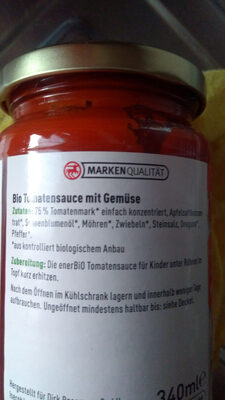 MARKENQUALITÄT
Bio Tomatensauce mit Gemüse
Zutaten: 75 % Tomatenmark* einfach konzentriert, Apfelsaftkonzen-
trat*, Sonnenblumenöl*, Möhren*, Zwiebeln*, Steinsalz, Oregano*,
Pfeffer*.
*aus kontrolliert biologischem Anbau
Zubereitung: Die enerBiO Tomatensauce für Kinder unter Rühren im
Topf kurz erhitzen.
Nach dem Öffnen im Kühlschrank lagern und innerhalb weniger Tage
aufbrauchen. Ungeöffnet mindestens haltbar bis: siehe Deckel.
Hergestellt für Dirk
340ml e